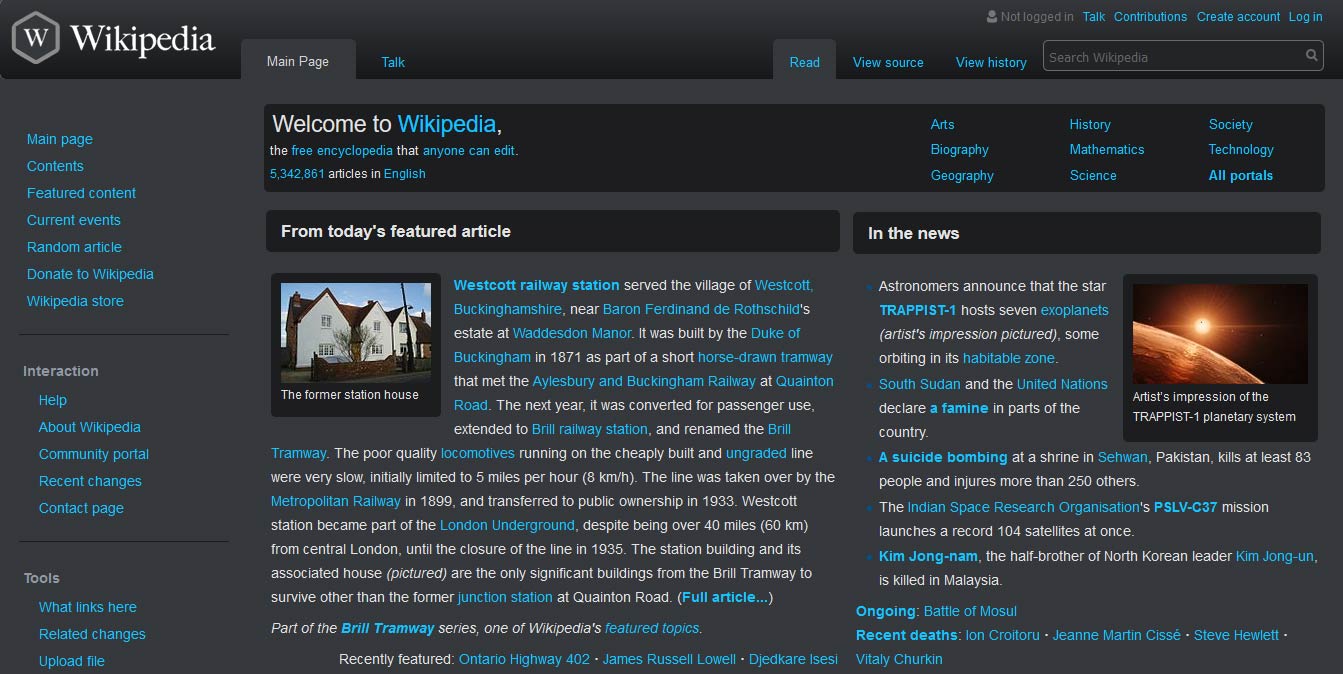 W Wikipedia
Not logged in Talk Contributions Create account Log in
Main Page Talk Read View source View history Search Wikipedia
Main page
Contents
Featured content
Current events
Random article
Donate to Wikipedia
Wikipedia store
Interaction
Help
About Wikipedia
Community portal
Recent changes
Contact page
Tools
What links here
Related changes
Upload file
Welcome to Wikipedia,
the free encyclopedia that anyone can edit.
5,342,861 articles in English
Arts History Society
Biography Mathematics Technology
Geography Science All portals
From today's featured article
The former station house
Westcott railway station served the village of Westcott,
Buckinghamshire, near Baron Ferdinand de Rothschild's
estate at Waddesdon Manor. It was built by the Duke of
Buckingham in 1871 as part of a short horse-drawn tramway
that met the Aylesbury and Buckingham Railway at Quainton
Road. The next year, it was converted for passenger use,
extended to Brill railway station, and renamed the Brill
Tramway. The poor quality locomotives running on the cheaply built and ungraded line
were very slow, initially limited to 5 miles per hour (8 km/h). The line was taken over by the
Metropolitan Railway in 1899, and transferred to public ownership in 1933. Westcott
station became part of the London Underground, despite being over 40 miles (60 km)
from central London, until the closure of the line in 1935. The station building and its
associated house (pictured) are the only significant buildings from the Brill Tramway to
survive other than the former junction station at Quainton Road. (Full article...)
Part of the Brill Tramway series, one of Wikipedia's featured topics.
Recently featured: Ontario Highway 402 · James Russell Lowell · Djedkare Isesi
In the news
Astronomers announce that the star
TRAPPIST-1 hosts seven exoplanets
(artist's impression pictured), some
orbiting in its habitable zone.
Artist's impression of the
TRAPPIST-1 planetary system
South Sudan and the United Nations
declare a famine in parts of the
country.
A suicide bombing at a shrine in Sehwan, Pakistan, kills at least 83
people and injures more than 250 others.
The Indian Space Research Organisation's PSLV-C37 mission
launches a record 104 satellites at once.
Kim Jong-nam, the half-brother of North Korean leader Kim Jong-un,
is killed in Malaysia.
Ongoing: Battle of Mosul
Recent deaths: Ion Croitoru · Jeanne Martin Cissé · Steve Hewlett ·
Vitaly Churkin